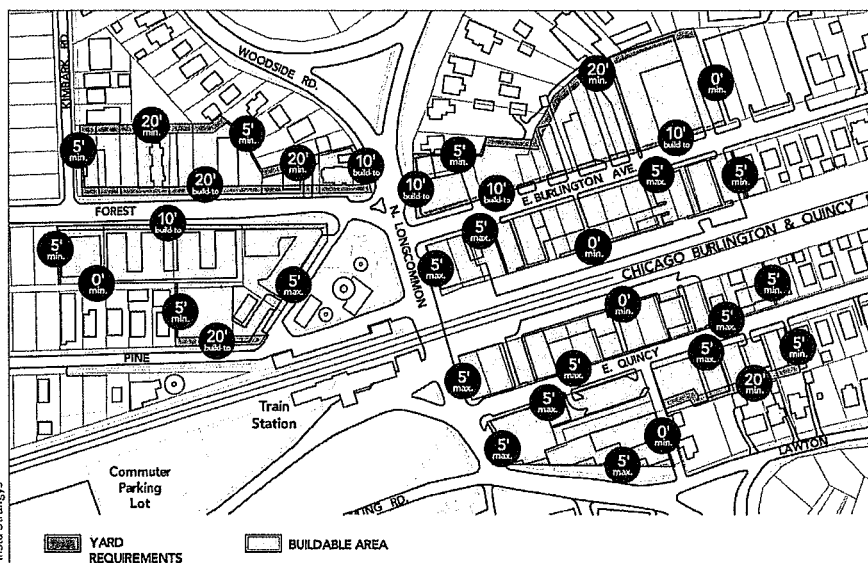 KIMBARK RD.
WOODSIDE RD.
20'
min.
5'
min.
5'
min.
20'
min.
10'
build-to
20'
build-to
FOREST
10'
build-to
5'
min.
0'
min.
5'
min.
5'
max.
20'
build-to
PINE
N. LONGCOMMON
20'
min.
0'
min.
5'
min.
10'
build-to
10'
build-to
10'
build-to
E. BURLINGTON AVE.
5'
max.
5'
min.
5'
max.
5'
max.
0'
min.
CHICAGO BURLINGTON & QUINCY
0'
min.
5'
min.
5'
max.
5'
max.
5'
max.
E. QUINCY
5'
max.
5'
min.
20'
min.
5'
max.
0'
min.
5'
max.
5'
max.
LAWTON
Train
Station
Commuter
Parking
Lot
RD.
YARD
REQUIREMENTS
BUILDABLE AREA